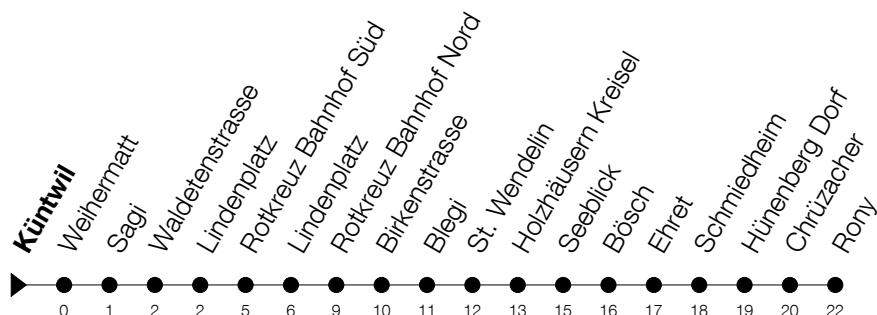 Küntwil
Weihermatt
Sagi
Waldetenstrasse
Lindenplatz
Rotkreuz Bahnhof Süd
Lindenplatz
Rotkreuz Bahnhof Nord
Birkenstrasse
Blegi
St. Wendelin
Holzhäusern Kreisel
Seeblick
Bösch
Ehret
Schmiedheim
Hünenberg Dorf
Chrüzacher
Rony
0 1 2 2 5 6 9 10 11 12 13 15 16 17 18 19 20 22